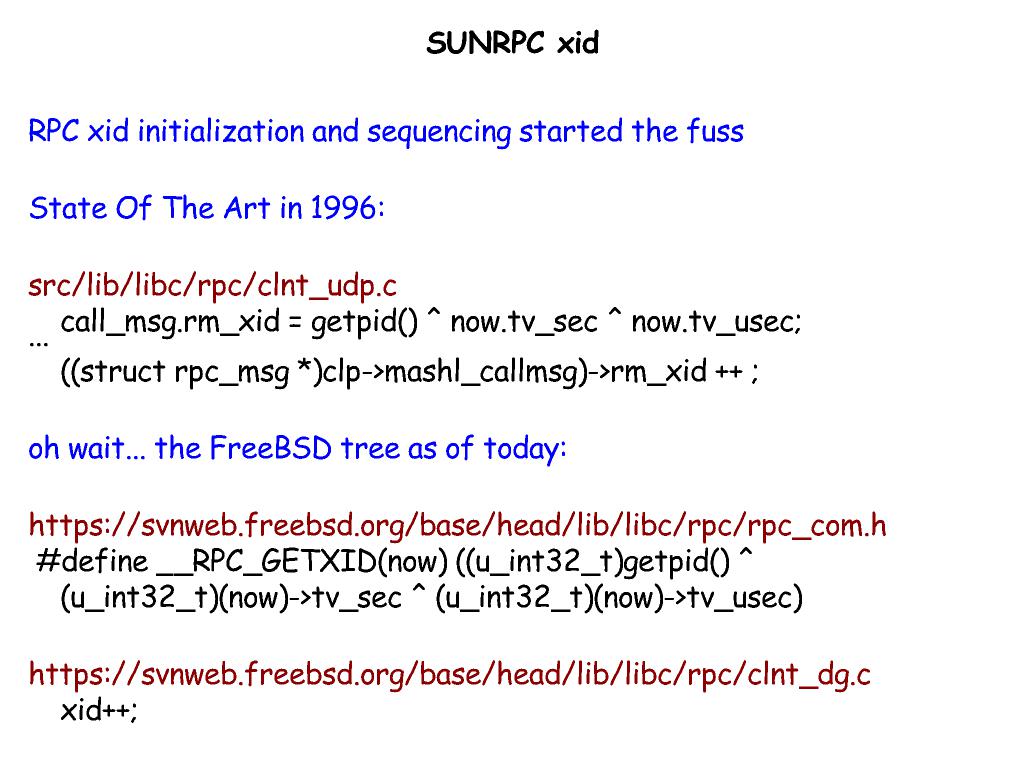 SUNRPC xid
RPC xid initialization and sequencing started the fuss
State Of The Art in 1996:
src/lib/libc/rpc/clnt_udp.c
call_msg.rm_xid = getpid() ^ now.tv_sec ^ now.tv_usec;
...
((struct rpc_msg *)clp->mashl_callmsg)->rm_xid ++ ;
oh wait... the FreeBSD tree as of today:
https://svnweb.freebsd.org/base/head/lib/libc/rpc/rpc_com.h
#define __RPC_GETXID(now) ((u_int32_t)getpid() ^
(u_int32_t)(now)->tv_sec ^ (u_int32_t)(now)->tv_usec)
https://svnweb.freebsd.org/base/head/lib/libc/rpc/clnt_dg.c
xid++;